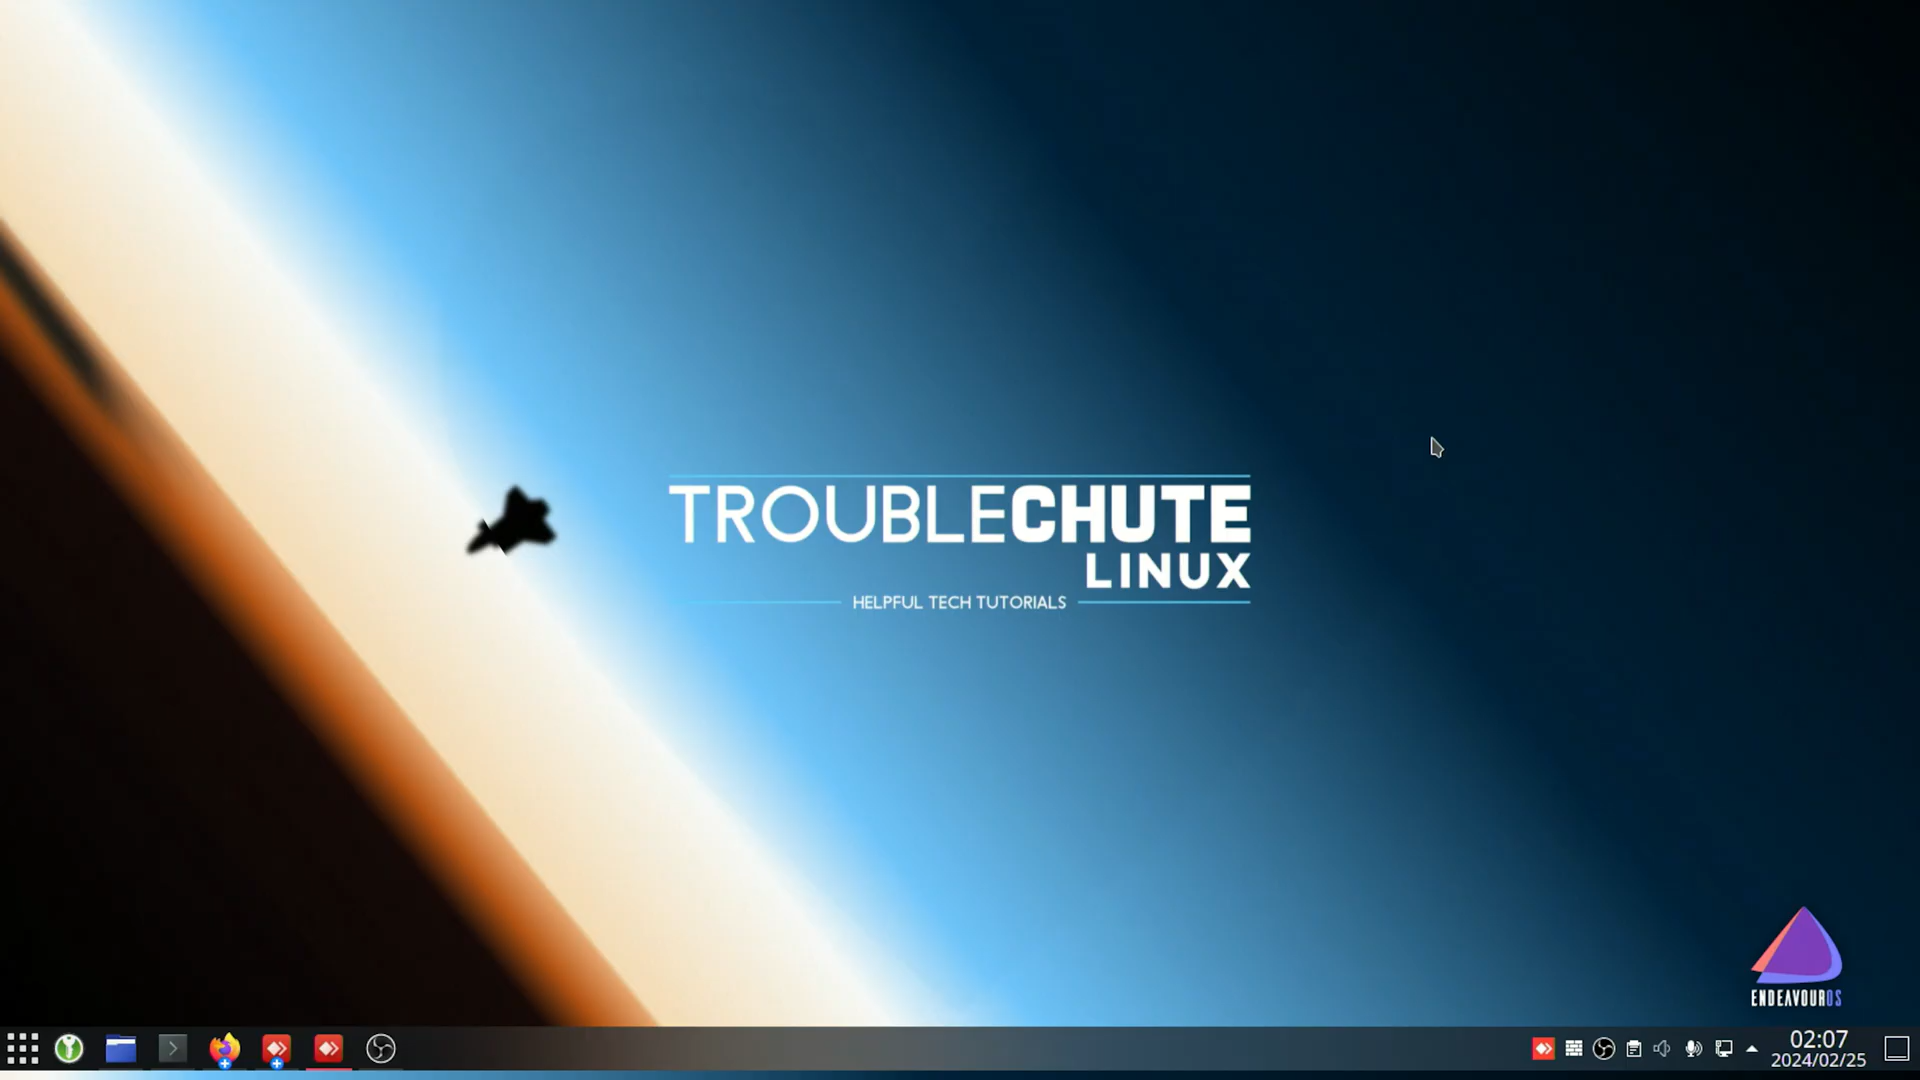 TROUBLECHUTE
LINUX
HELPFUL TECH TUTORIALS
ENDEAVOUROS
02:07
2024/02/25